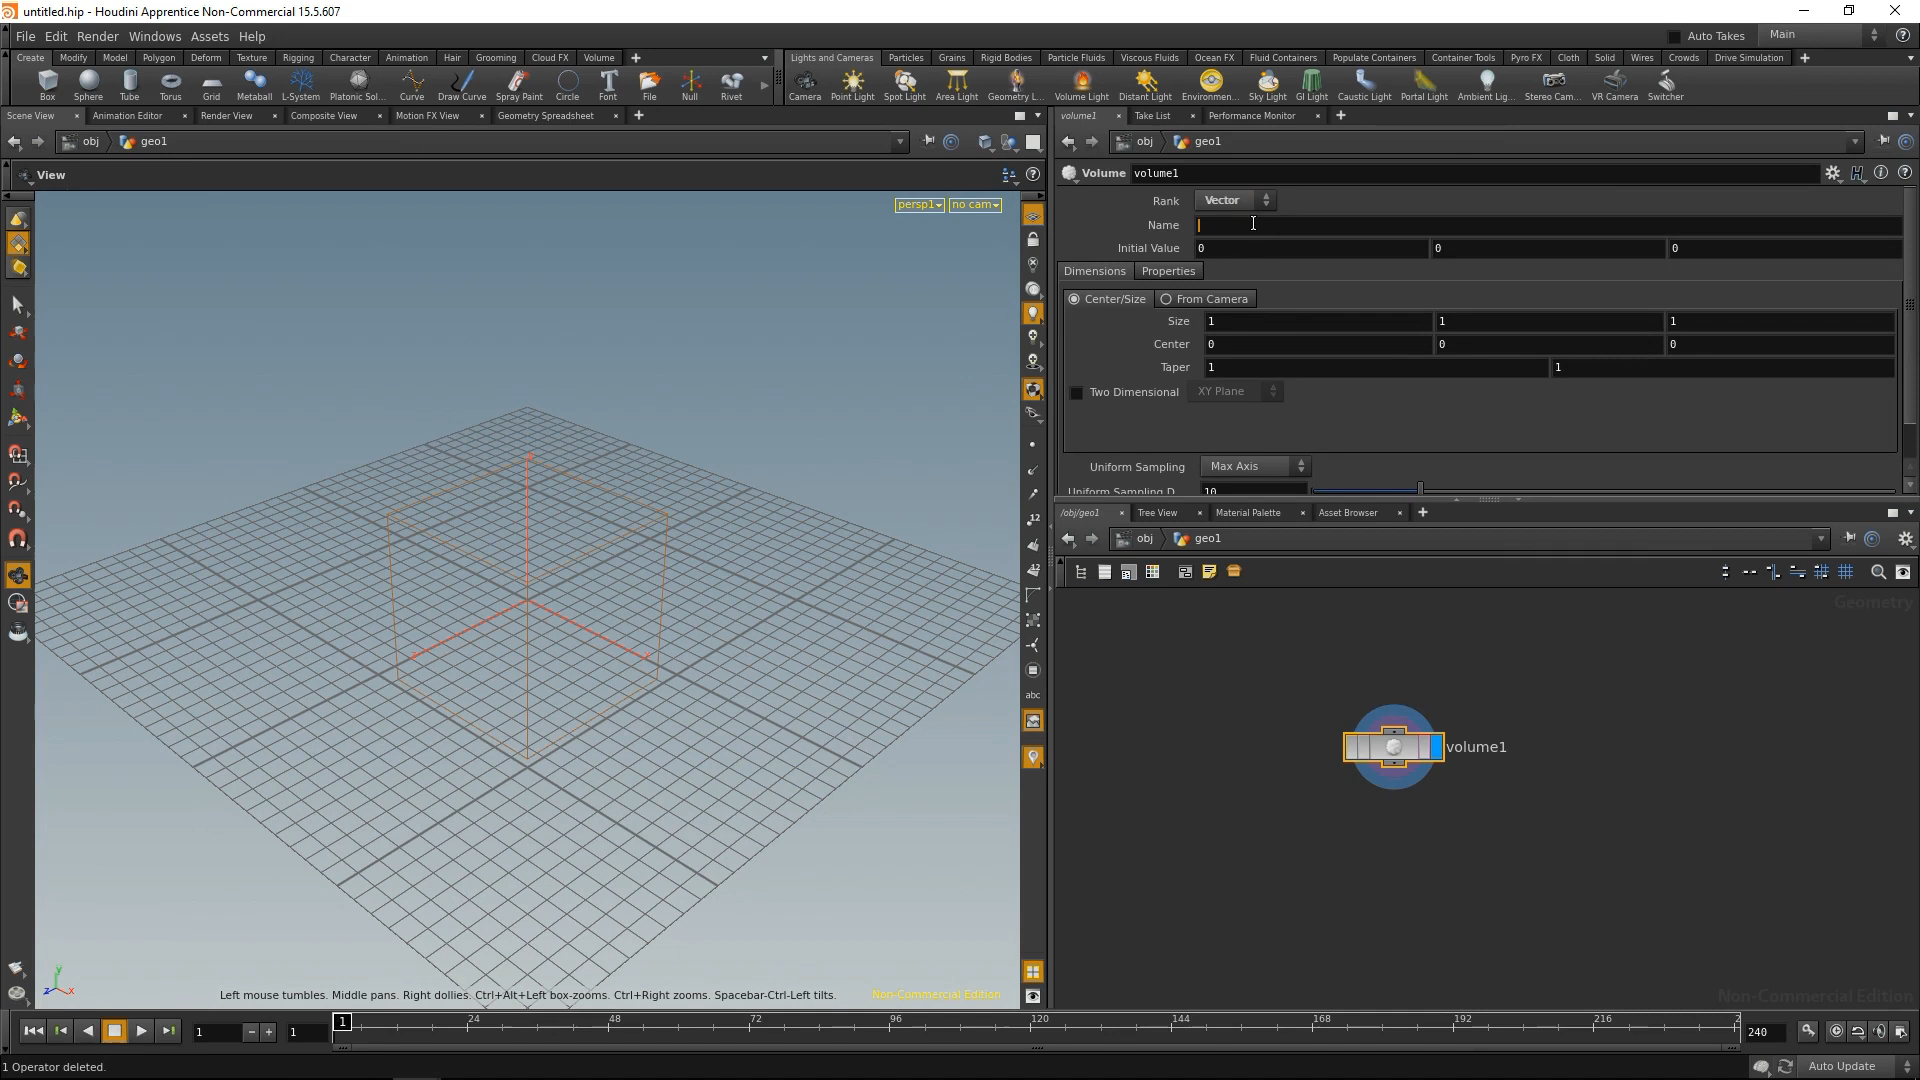 untitled.hip - Houdini Apprentice Non-Commercial 15.5.607
File Edit Render Windows Assets Help
Auto Takes Main
Create Modify Model Polygon Deform Texture Rigging Character Animation Hair Grooming Cloud FX Volume
Lights and Cameras Particles Grains Rigid Bodies Particle Fluids Viscous Fluids Ocean FX Fluid Containers Populate Containers Container Tools Pyro FX Cloth Solid Wires Crowds Drive Simulation
Box Sphere Tube Torus Grid Metaball L-System Platonic Sol... Curve Draw Curve Spray Paint Circle Font File Null Rivet
Camera Point Light Spot Light Area Light Geometry L... Volume Light Distant Light Environmen... Sky Light GI Light Caustic Light Portal Light Ambient Lig... Stereo Cam... VR Camera Switcher
Scene View Animation Editor Render View Composite View Motion FX View Geometry Spreadsheet
volume1 Take List Performance Monitor
obj geo1
obj geo1
View
Volume volume1
persp1 no cam
Rank Vector
Name
Initial Value 0 0 0
Dimensions Properties
Center/Size From Camera
Size 1 1 1
Center 0 0 0
Taper 1 1
Two Dimensional XY Plane
Uniform Sampling Max Axis
Uniform Sampling D 10
/obj/geo1 Tree View Material Palette Asset Browser
obj geo1
Geometry
volume1
12
12
abc
y
z x
z x
Left mouse tumbles. Middle pans. Right dollies. Ctrl+Alt+Left box-zooms. Ctrl+Right zooms. Spacebar-Ctrl-Left tilts.
Non-Commercial Edition
Non-Commercial Edition
1 1 1 24 48 72 96 120 144 168 192 216 2 240
1 Operator deleted.
Auto Update